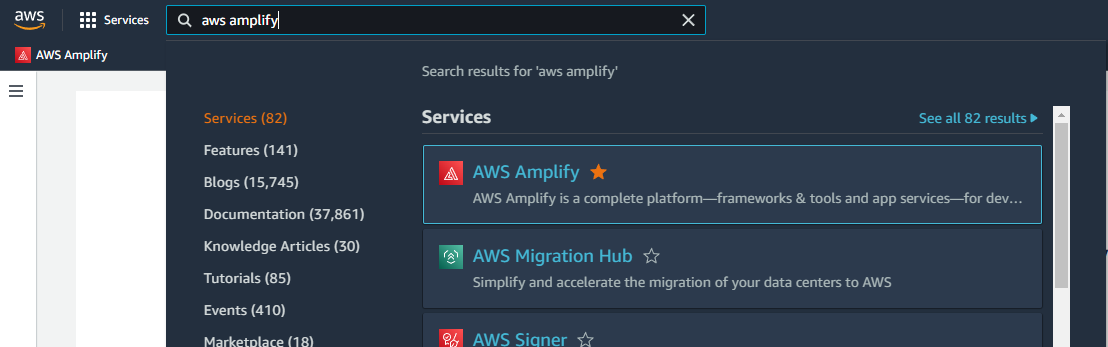 aws
Services
aws amplify
AWS Amplify
Search results for 'aws amplify'
Services (82)
Features (141)
Blogs (15,745)
Documentation (37,861)
Knowledge Articles (30)
Tutorials (85)
Events (410)
Marketplace (18)
Services
See all 82 results
AWS Amplify
AWS Amplify is a complete platform—frameworks & tools and app services—for dev...
AWS Migration Hub
Simplify and accelerate the migration of your data centers to AWS
AWS Signer